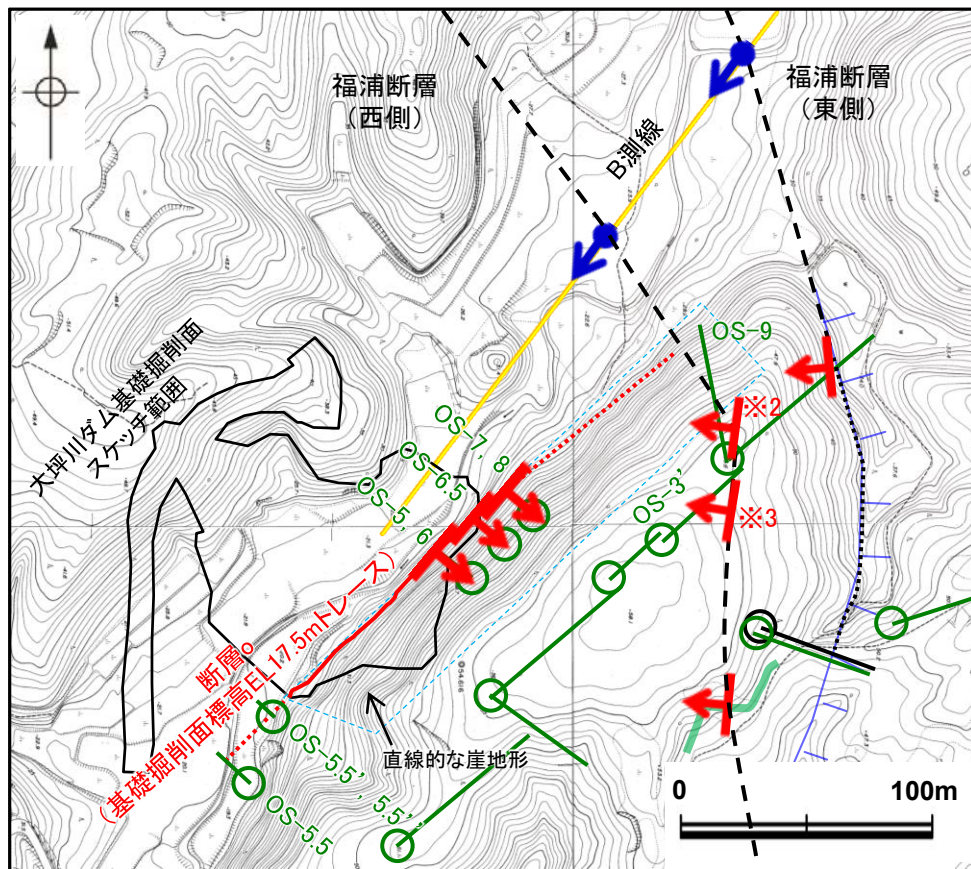 福浦断層
（西側）
福浦断層
（東側）
B測線
OS-9
※2
大坪川ダム基礎掘削面
スケッチ範囲
OS-7, 8
OS-6.5
OS-5, 6
OS-3'
※3
断層o
（基礎掘削面標高EL17.5mトレース）
54.616
直線的な崖地形
OS-5.5', 5.5''
OS-5.5
0
100m